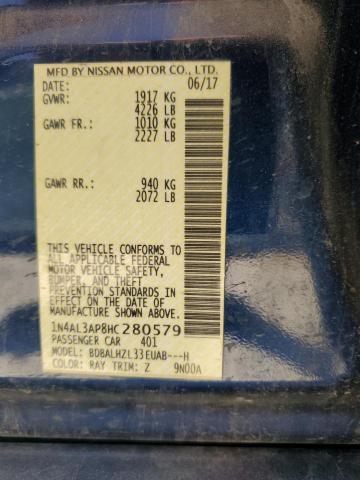 MFD BY NISSAN MOTOR CO., LTD.
DATE: 06/17
GVWR: 1917 KG
4226 LB
GAWR FR.: 1010 KG
2227 LB
GAWR RR.: 940 KG
2072 LB
THIS VEHICLE CONFORMS TO
ALL APPLICABLE FEDERAL
MOTOR VEHICLE SAFETY,
BUMPER, AND THEFT
PREVENTION STANDARDS IN
EFFECT ON THE DATE OF
MANUFACTURE SHOWN ABOVE.
1N4AL3AP8HC280579
PASSENGER CAR 401
MODEL: BDBALHZL33EUAB---H
COLOR: RAY TRIM: Z 9N00A